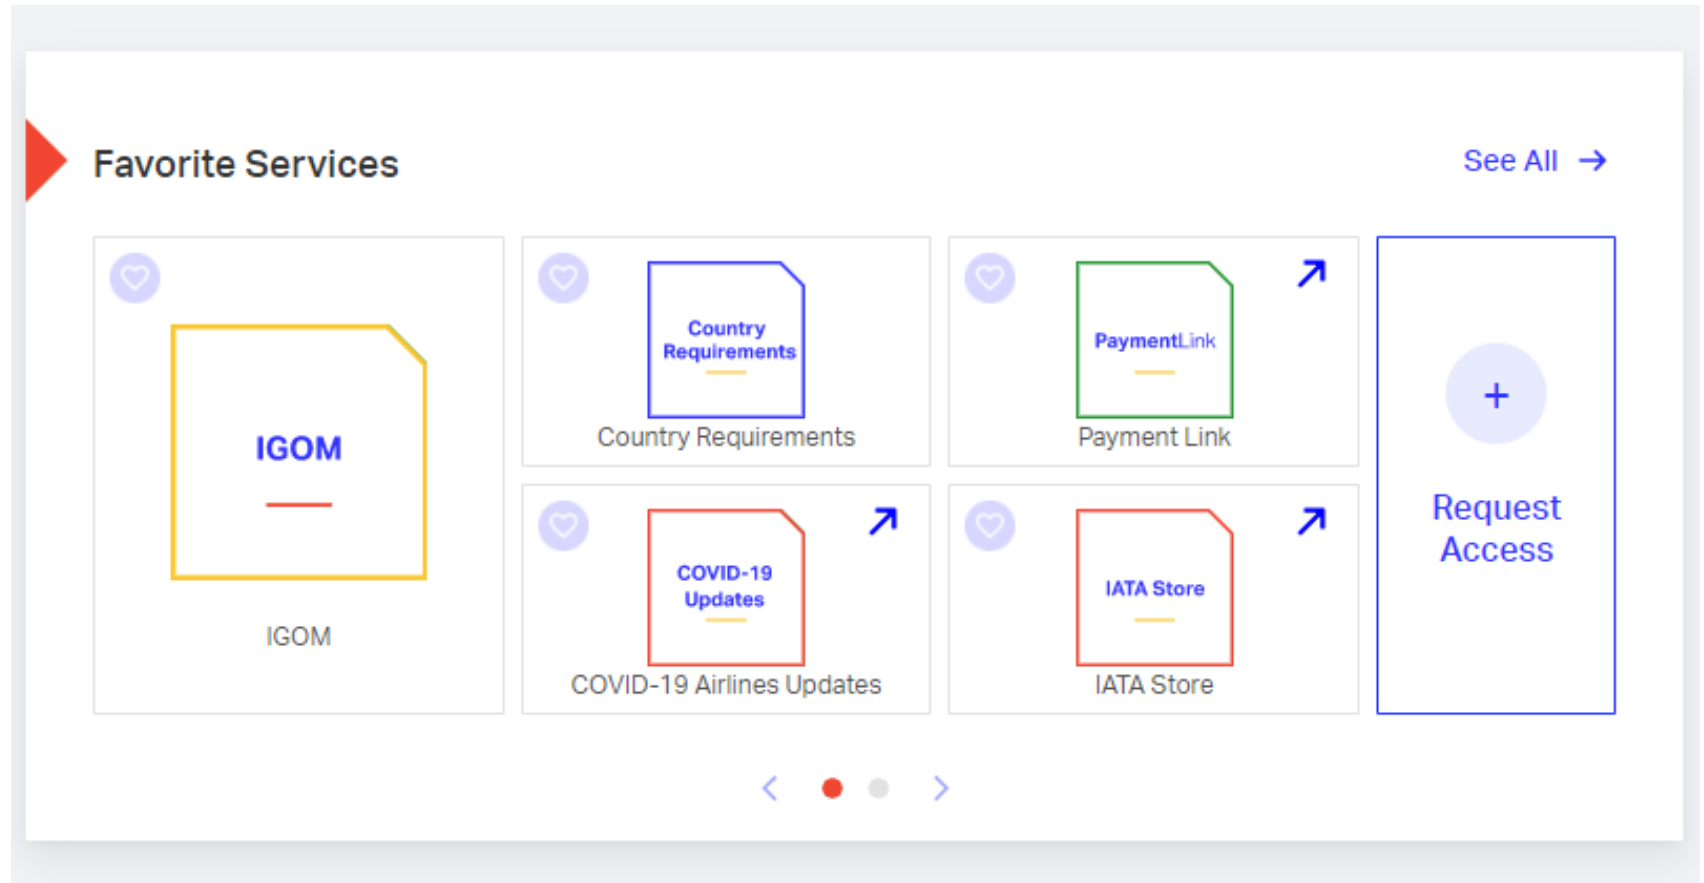 Favorite Services
See All
IGOM
IGOM
Country
Requirements
Country Requirements
PaymentLink
Payment Link
COVID-19
Updates
COVID-19 Airlines Updates
IATA Store
IATA Store
+
Request
Access